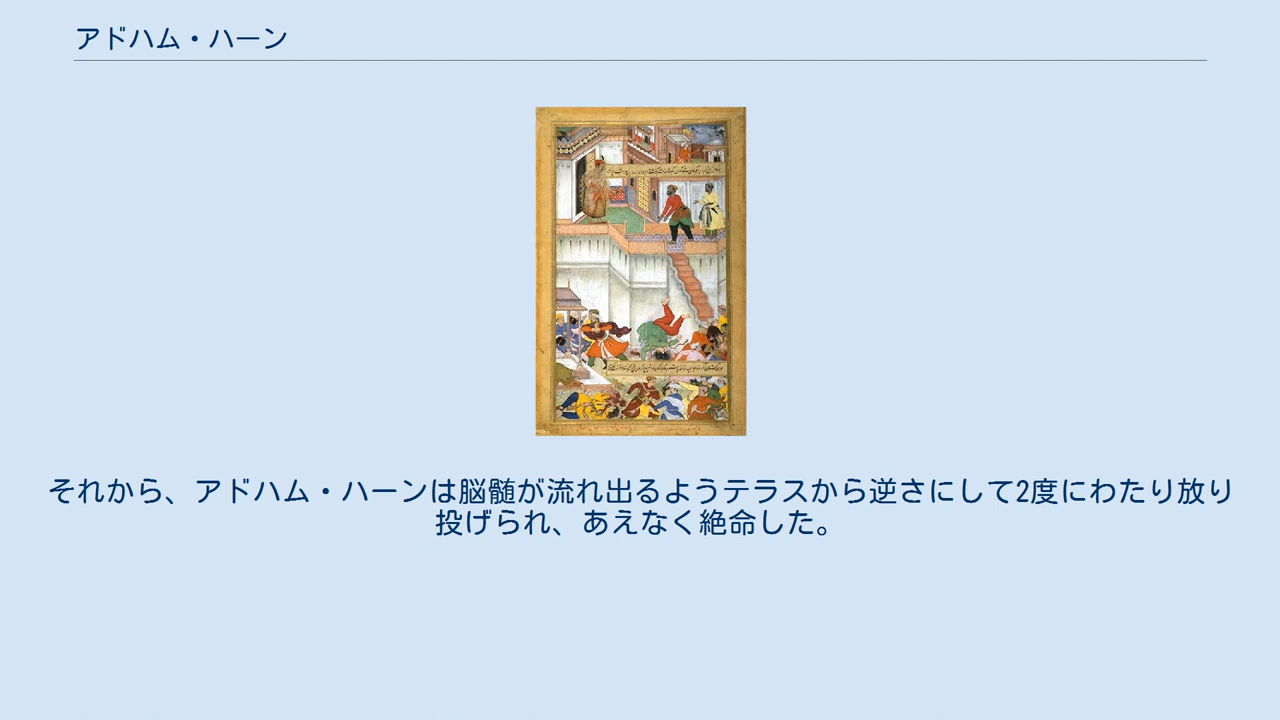 アドハム・ハーン
それから、アドハム・ハーンは脳髄が流れ出るようテラスから逆さにして2度にわたり放り
投げられ、あえなく絶命した。